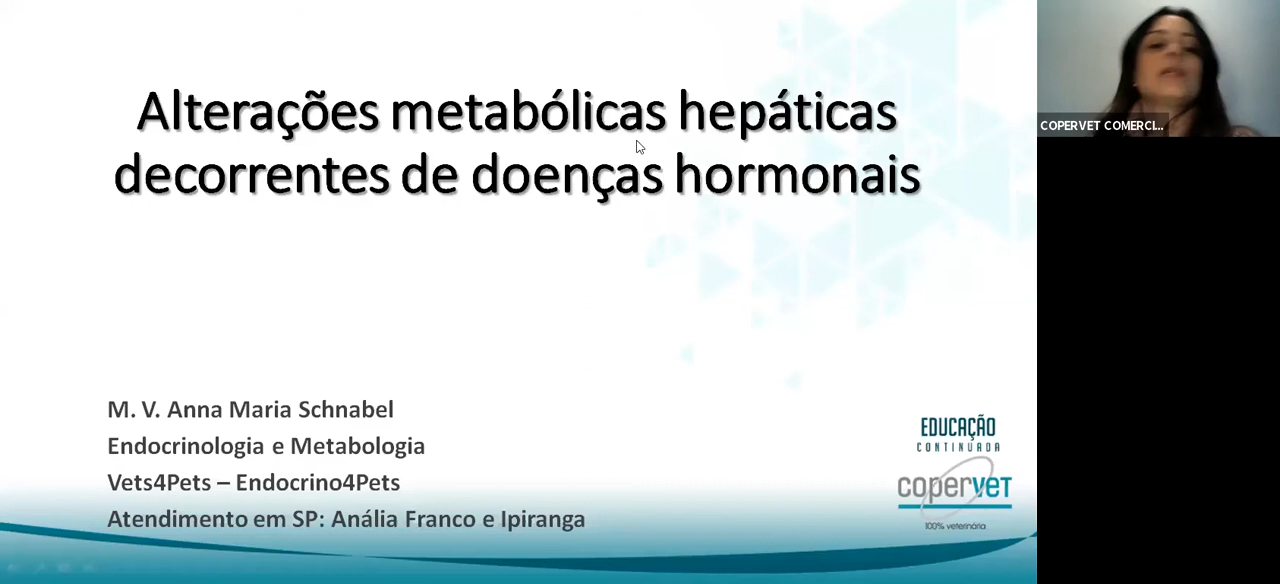 Alterações metabólicas hepáticas
decorrentes de doenças hormonais
COPERVET COMERCI...
M. V. Anna Maria Schnabel
Endocrinologia e Metabologia
Vets4Pets – Endocrino4Pets
Atendimento em SP: Anália Franco e Ipiranga
EDUCAÇÃO
CONTINUADA
copervet
100% veterinária